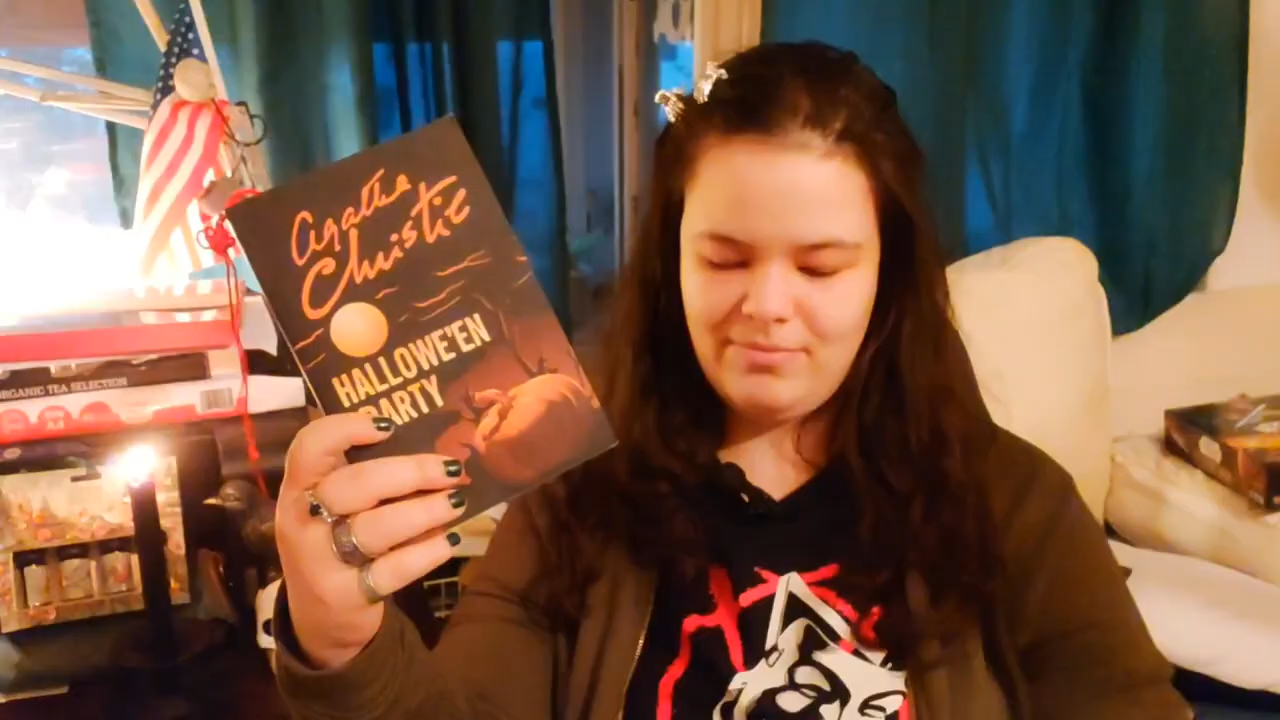 Agatha
Christie
HALLOWE'EN
PARTY
ORGANIC TEA SELECTION